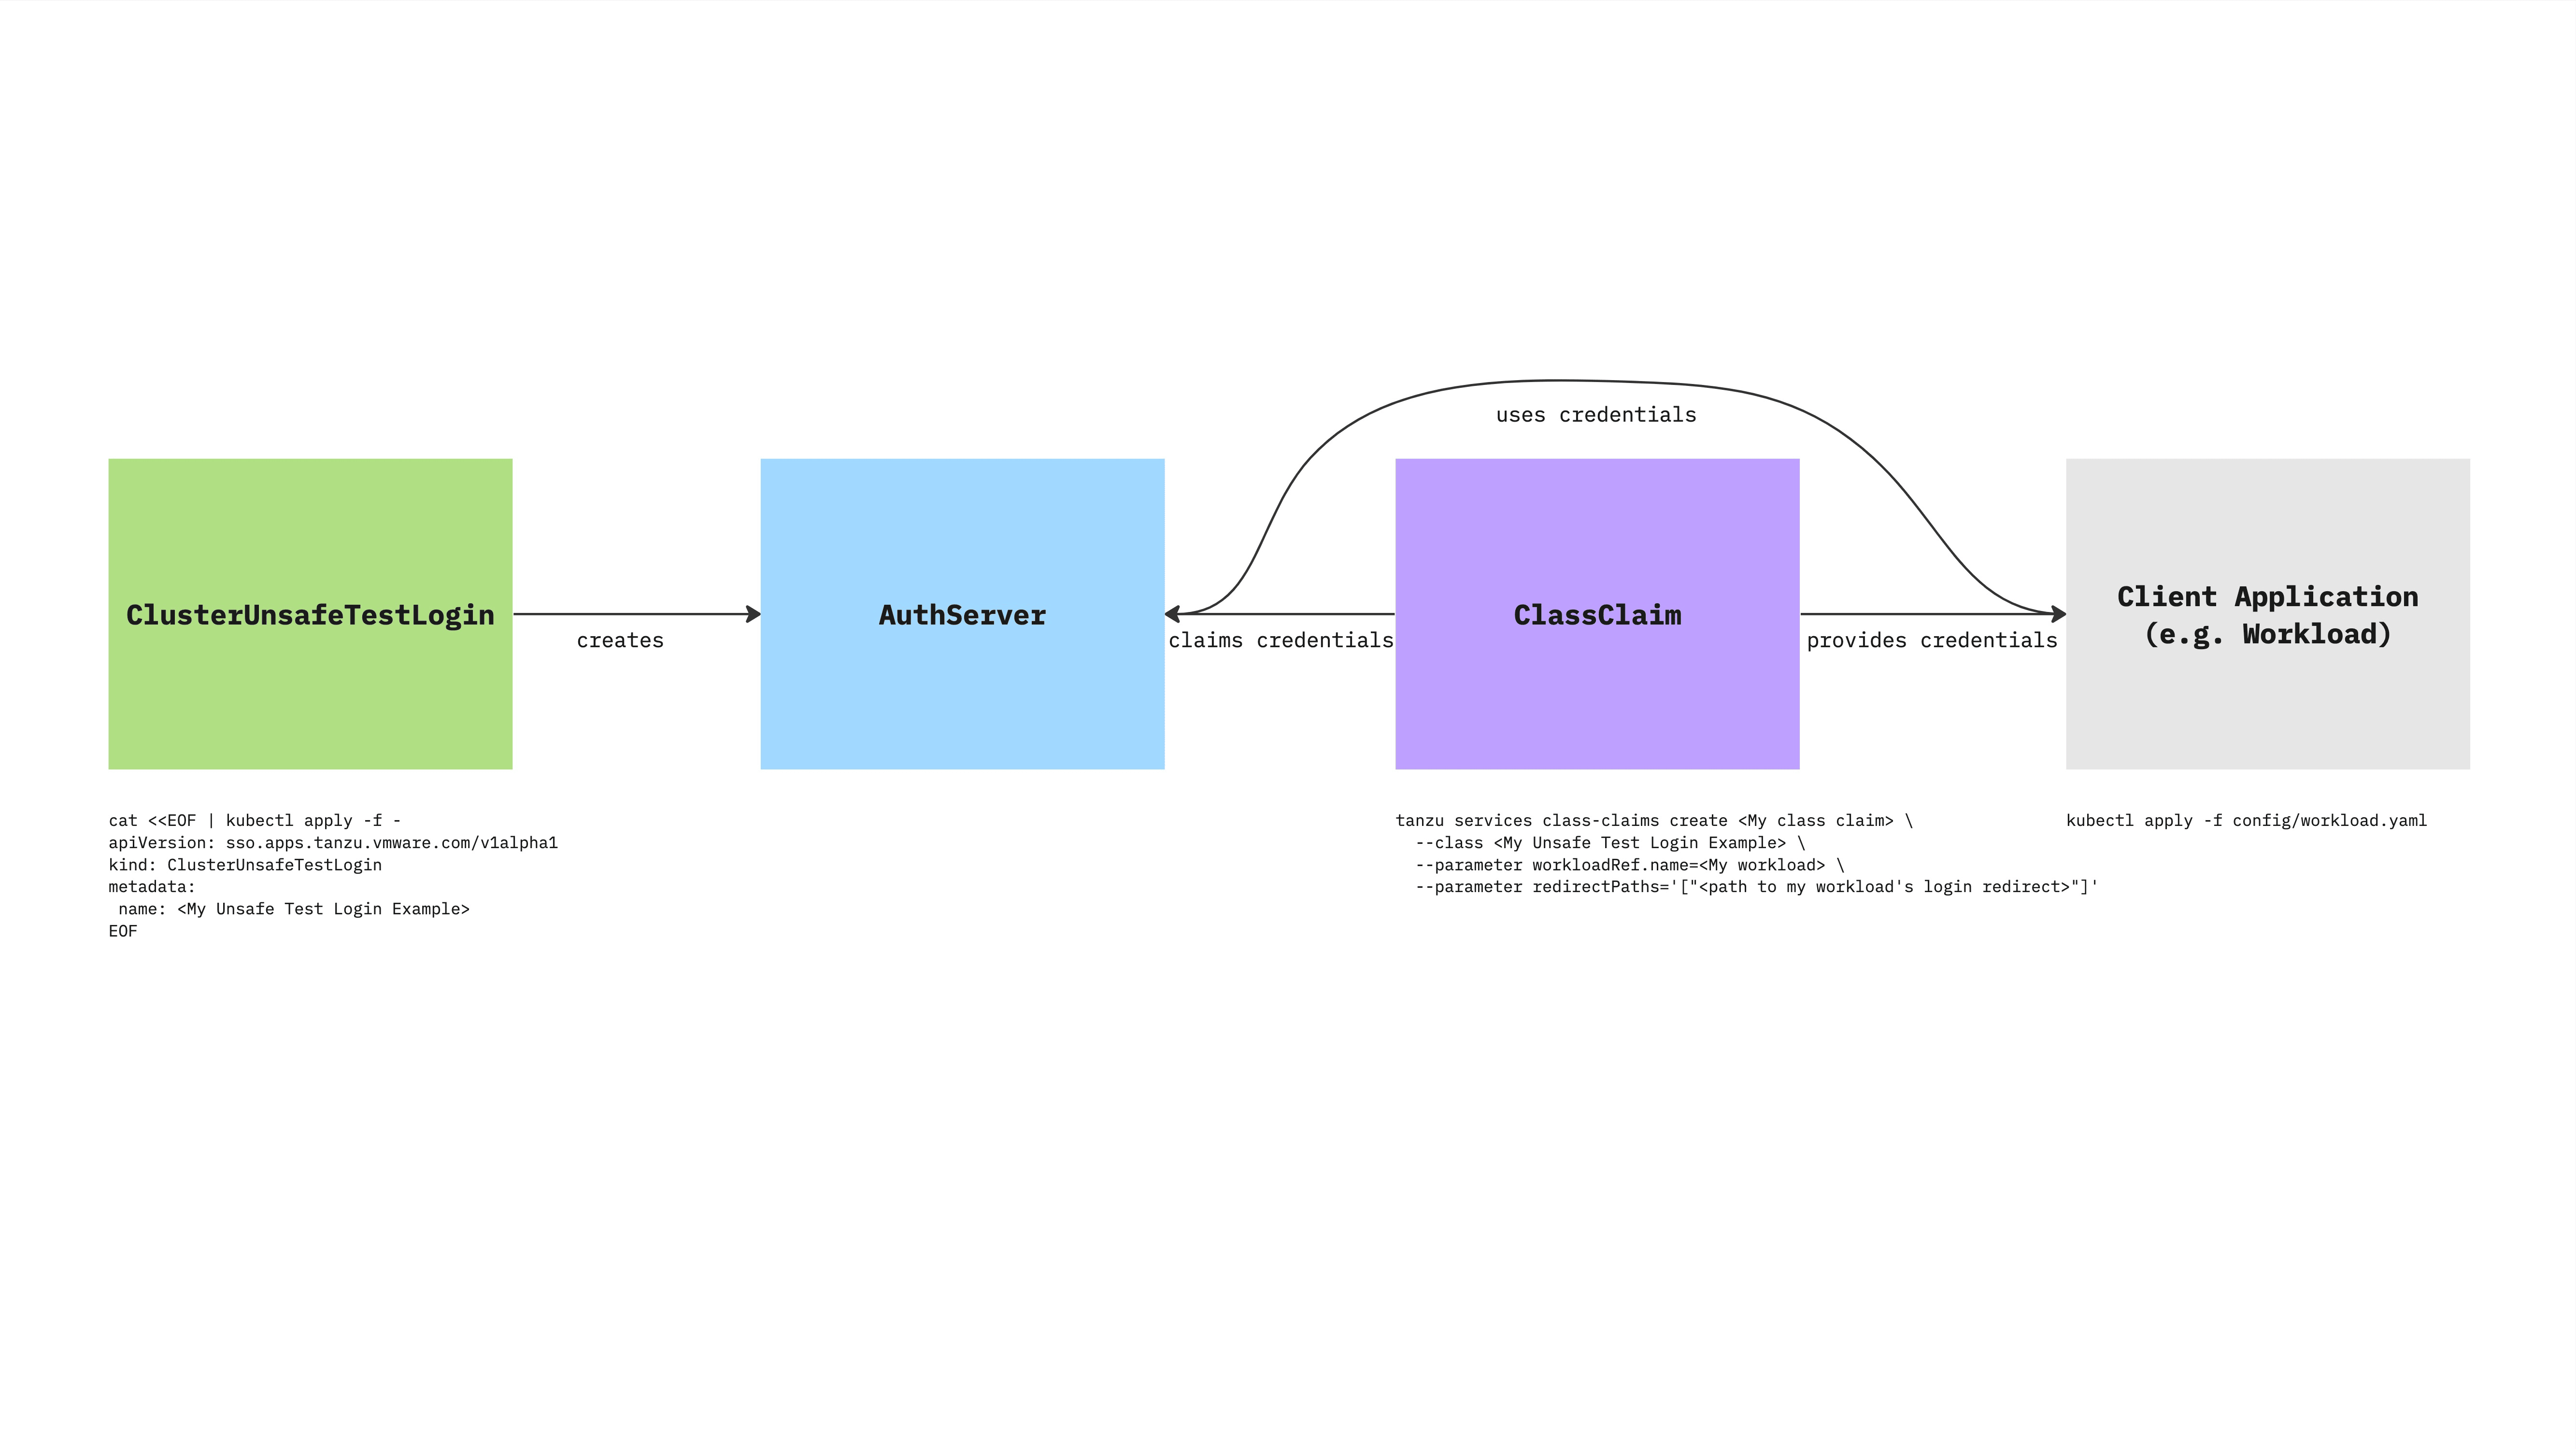 uses credentials
ClusterUnsafeTestLogin
creates
AuthServer
claims credentials
ClassClaim
provides credentials
Client Application
(e.g. Workload)
cat <<EOF | kubectl apply -f -
apiVersion: sso.apps.tanzu.vmware.com/v1alpha1
kind: ClusterUnsafeTestLogin
metadata:
 name: <My Unsafe Test Login Example>
EOF
tanzu services class-claims create <My class claim> \
  --class <My Unsafe Test Login Example> \
  --parameter workloadRef.name=<My workload> \
  --parameter redirectPaths='["<path to my workload's login redirect>"]'
kubectl apply -f config/workload.yaml